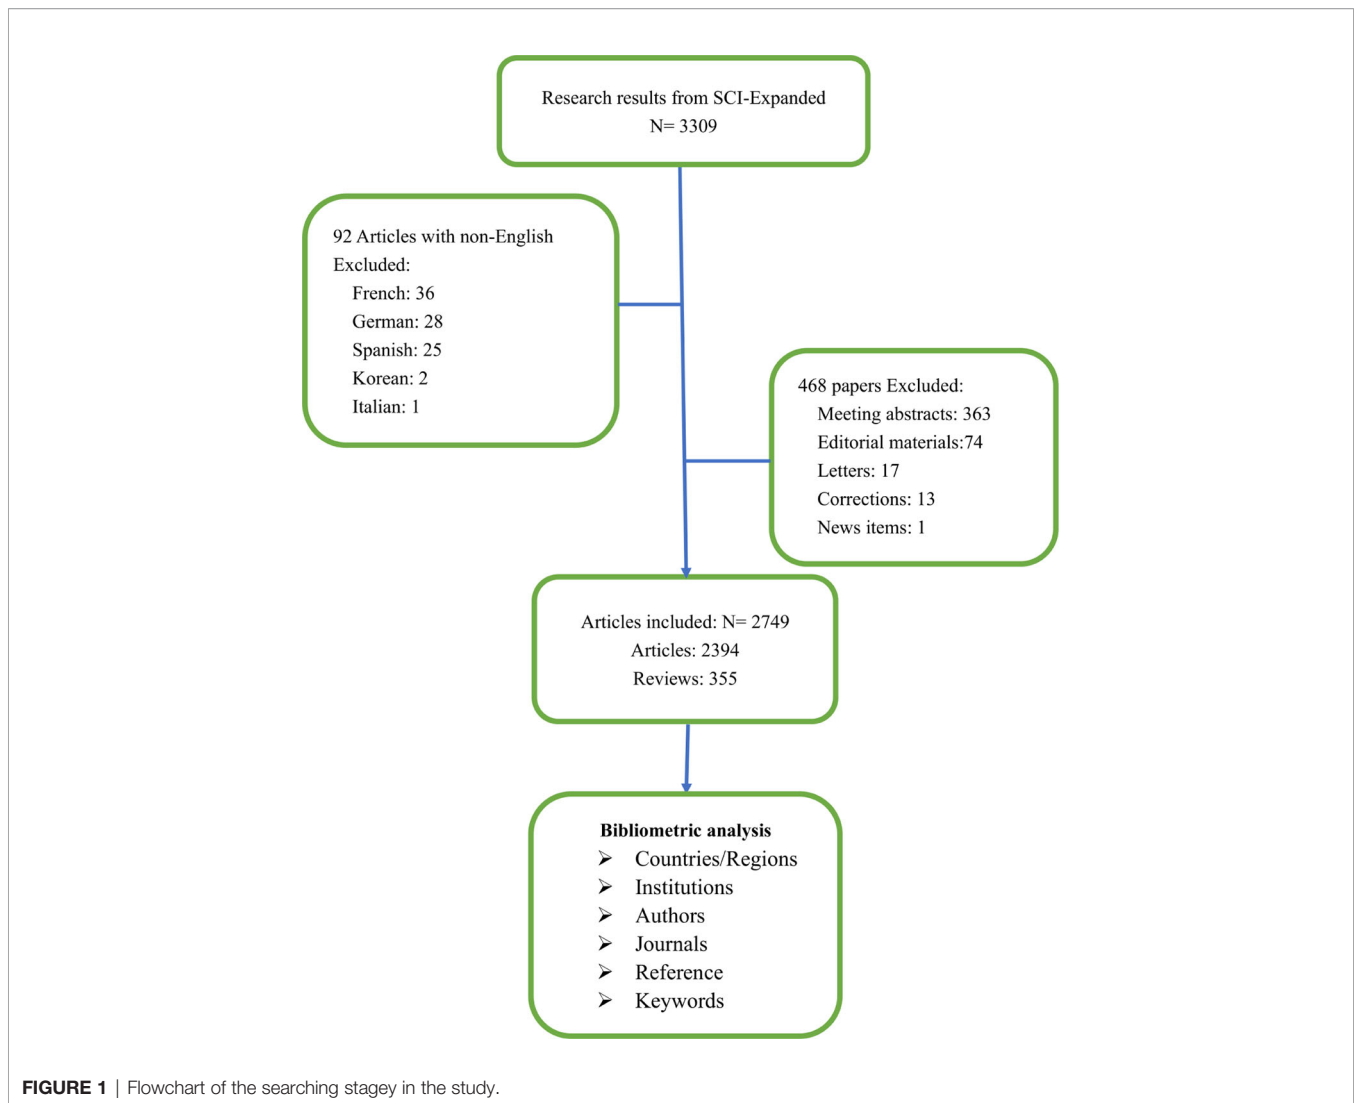 Research results from SCI-Expanded
N= 3309
92 Articles with non-English
Excluded:
French: 36
German: 28
Spanish: 25
Korean: 2
Italian: 1
468 papers Excluded:
Meeting abstracts: 363
Editorial materials:74
Letters: 17
Corrections: 13
News items: 1
Articles included: N= 2749
Articles: 2394
Reviews: 355
Bibliometric analysis
➢ Countries/Regions
➢ Institutions
➢ Authors
➢ Journals
➢ Reference
➢ Keywords
FIGURE 1 | Flowchart of the searching stagey in the study.